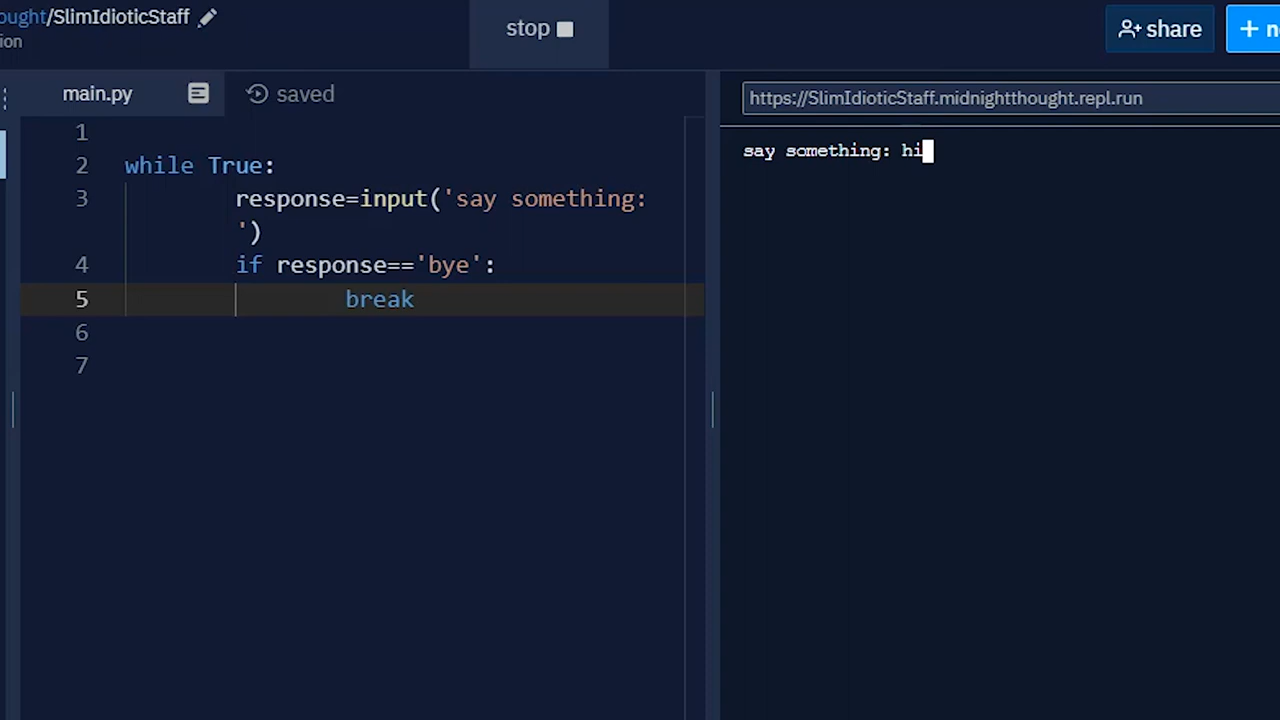 ought/SlimIdioticStaff
ion
stop
share
+ n
main.py
saved
https://SlimIdioticStaff.midnightthought.repl.run
1
2 while True:
3 response=input('say something:
')
4 if response=='bye':
5 break
6
7
say something: hi